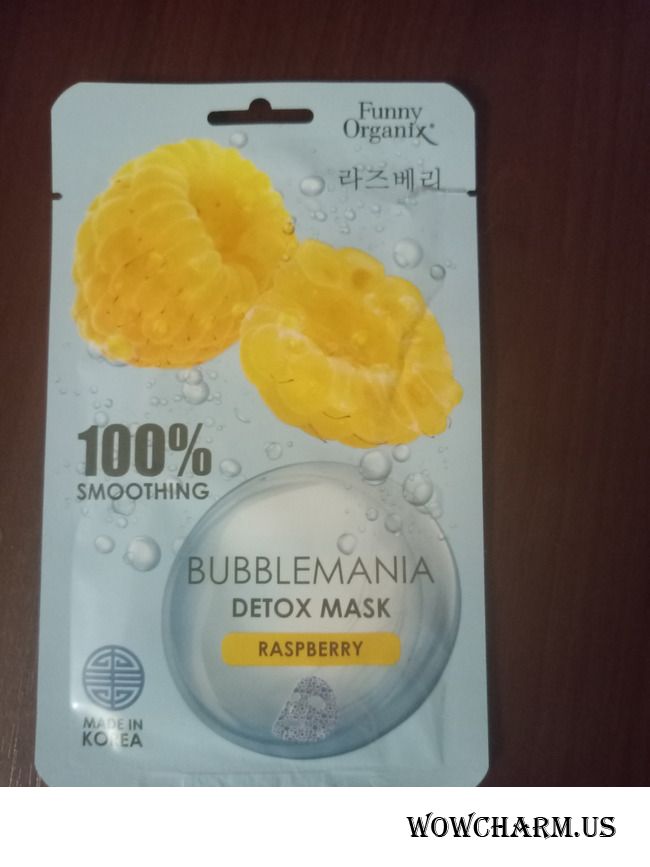 Funny
Organix
라즈베리
100%
SMOOTHING
BUBBLEMANIA
DETOX MASK
RASPBERRY
MADE IN
KOREA
WOWCHARM.US